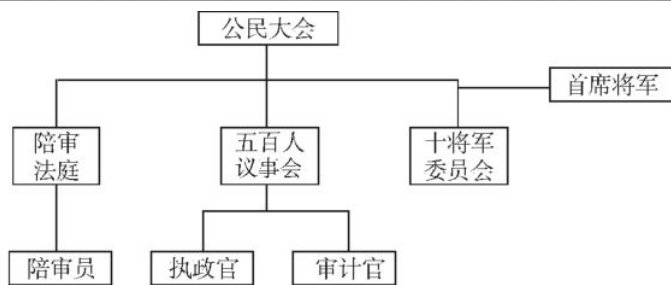 公民大会
首席将军
陪审
法庭
五百人
议事会
十将军
委员会
陪审员
执政官
审计官